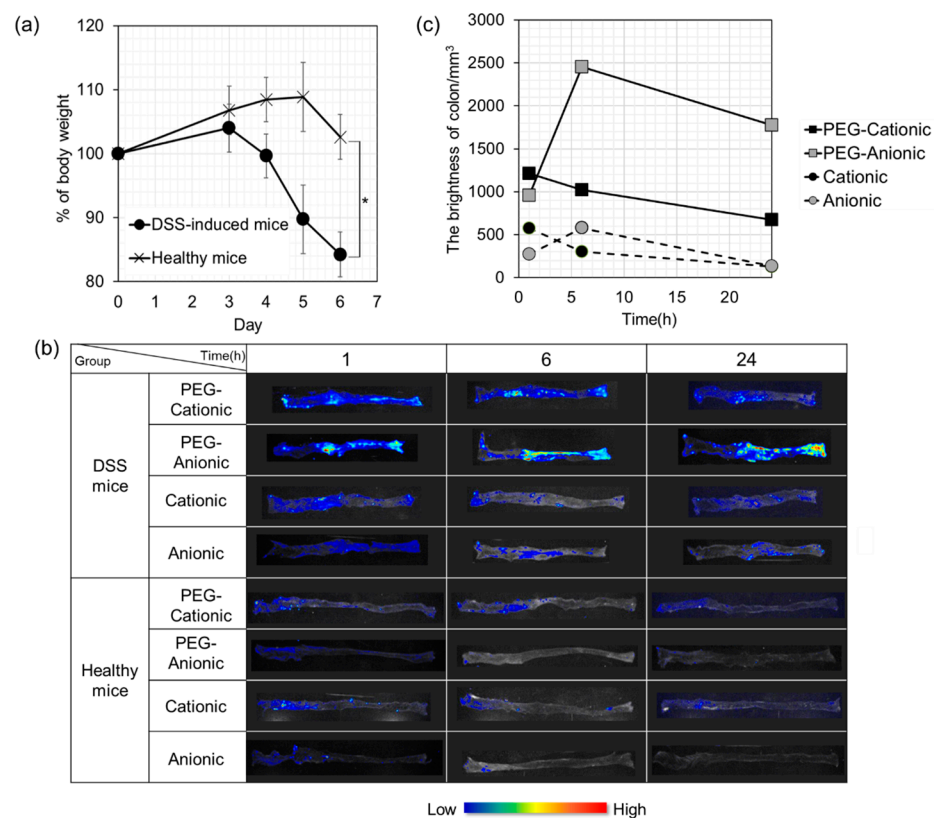 (a)
120
110
100
90
80
% of body weight
DSS-induced mice
Healthy mice
*
0 1 2 3 4 5 6 7
Day
(c)
3000
2500
2000
1500
1000
500
0
The brightness of colon/mm³
0 5 10 15 20
Time(h)
PEG-Cationic
PEG-Anionic
Cationic
Anionic
(b)
Group Time(h) 1 6 24
DSS
mice
PEG-
Cationic
PEG-
Anionic
Cationic
Anionic
Healthy
mice
PEG-
Cationic
PEG-
Anionic
Cationic
Anionic
Low High